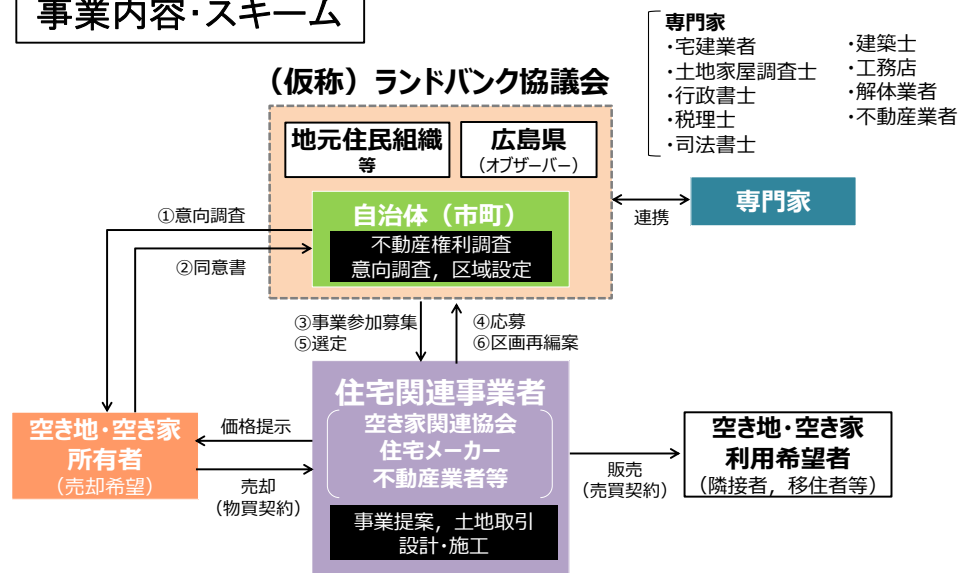 事業内容･スキーム
専門家
･宅建業者
･土地家屋調査士
･行政書士
･税理士
･司法書士
･建築士
･工務店
･解体業者
･不動産業者
（仮称）ランドバンク協議会
地元住民組織
等
広島県
（オブザーバー）
自治体（市町）
不動産権利調査
意向調査，区域設定
連携
専門家
①意向調査
②同意書
③事業参加募集
⑤選定
④応募
⑥区画再編案
住宅関連事業者
空き家関連協会
住宅メーカー
不動産業者等
事業提案，土地取引
設計･施工
空き地･空き家
所有者
（売却希望）
価格提示
売却
（物買契約）
販売
（売買契約）
空き地･空き家
利用希望者
（隣接者，移住者等）